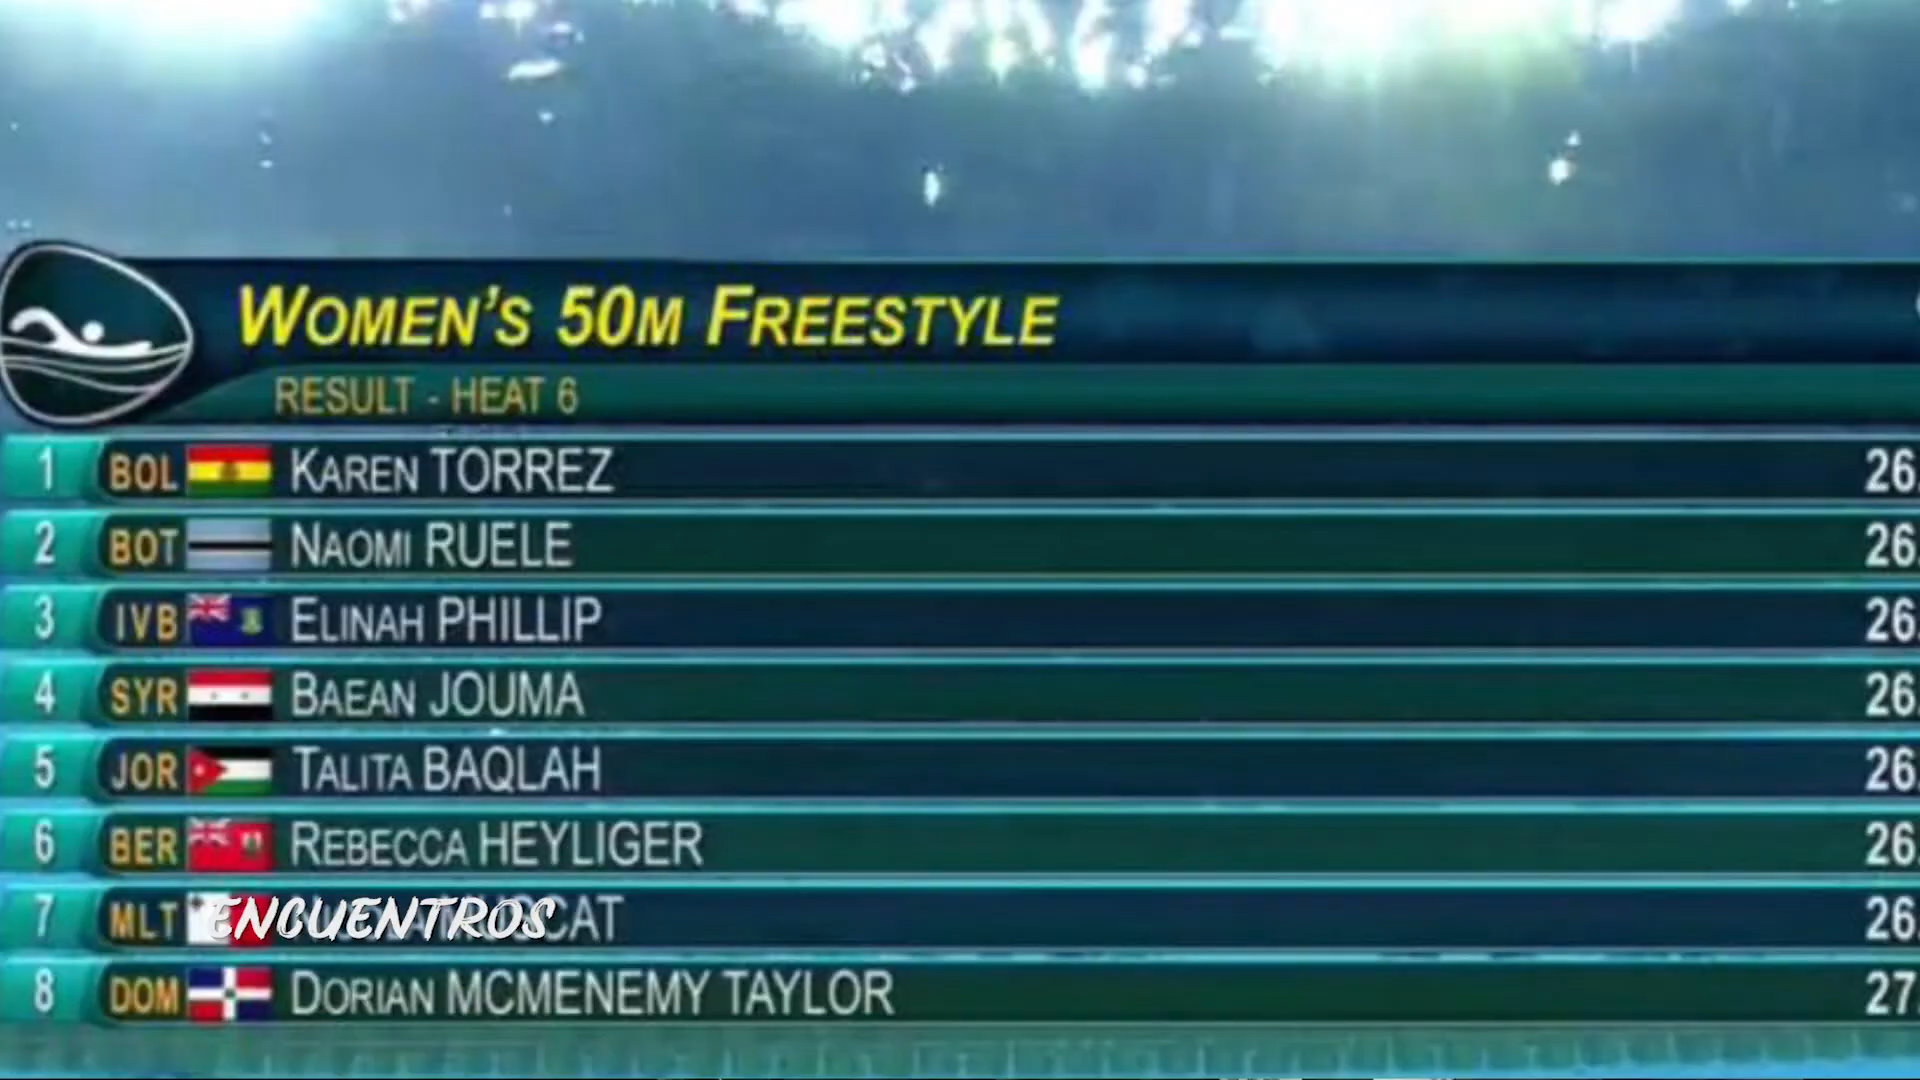 WOMEN'S 50M FREESTYLE
RESULT - HEAT 6
1 BOL KAREN TORREZ 26.
2 BOT NAOMI RUELE 26.
3 IVB ELINAH PHILLIP 26.
4 SYR BAEAN JOUMA 26.
5 JOR TALITA BAQLAH 26.
6 BER REBECCA HEYLIGER 26.
7 MLT 26.
ENCUENTROS
8 DOM DORIAN MCMENEMY TAYLOR 27